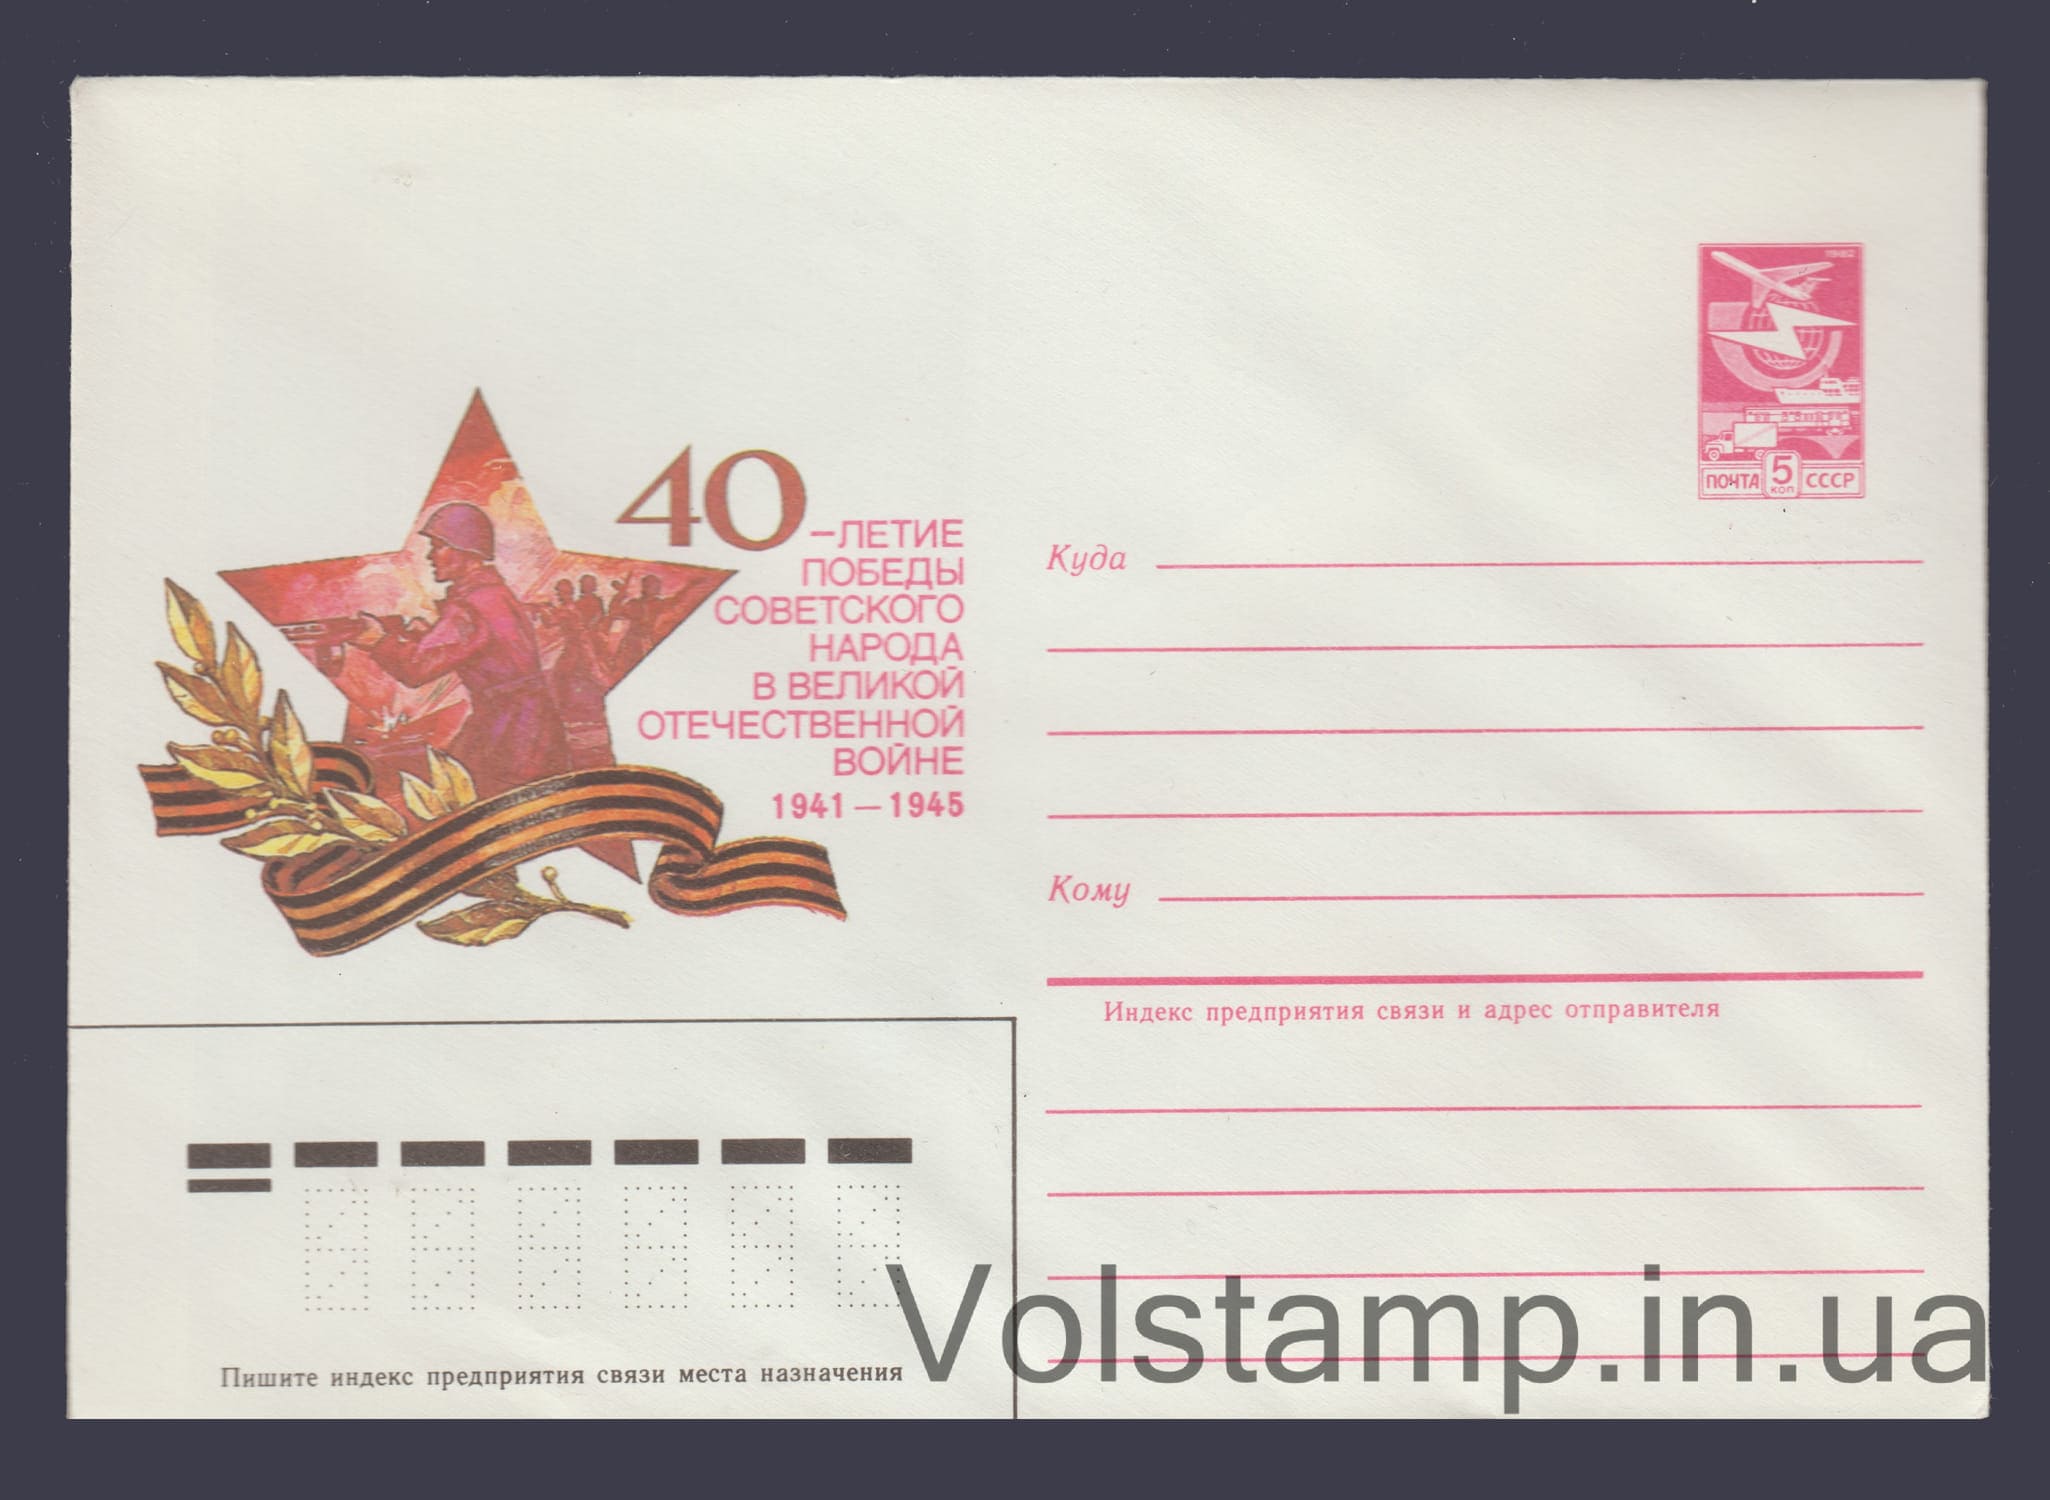 1982
ПОЧТА 5 КОП СССР
40
–ЛЕТИЕ
ПОБЕДЫ
СОВЕТСКОГО
НАРОДА
В ВЕЛИКОЙ
ОТЕЧЕСТВЕННОЙ
ВОЙНЕ
1941 — 1945
Куда
Кому
Индекс предприятия связи и адрес отправителя
Пишите индекс предприятия связи места назначения
Volstamp.in.ua